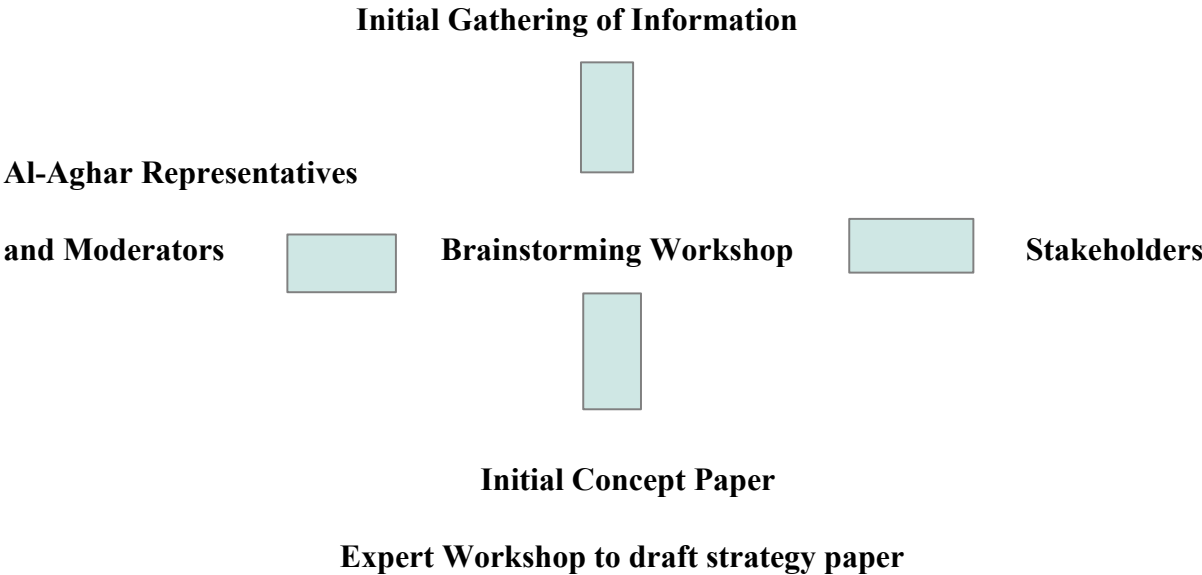 Initial Gathering of Information
Al-Aghar Representatives
and Moderators
Brainstorming Workshop
Stakeholders
Initial Concept Paper
Expert Workshop to draft strategy paper